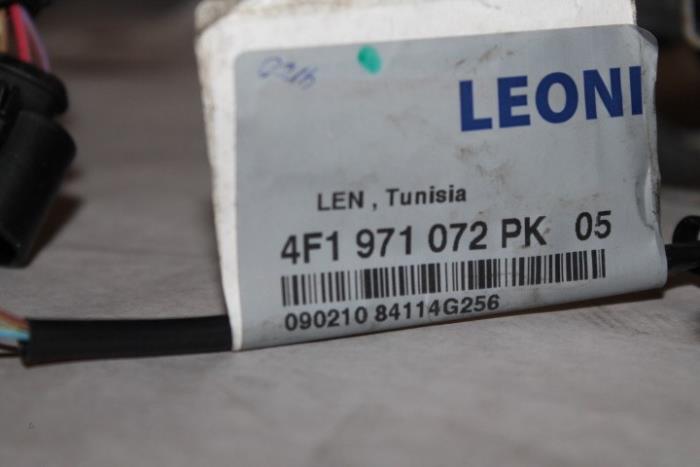 LEONI
LEN , Tunisia
4F1 971 072 PK 05
090210 84114G256